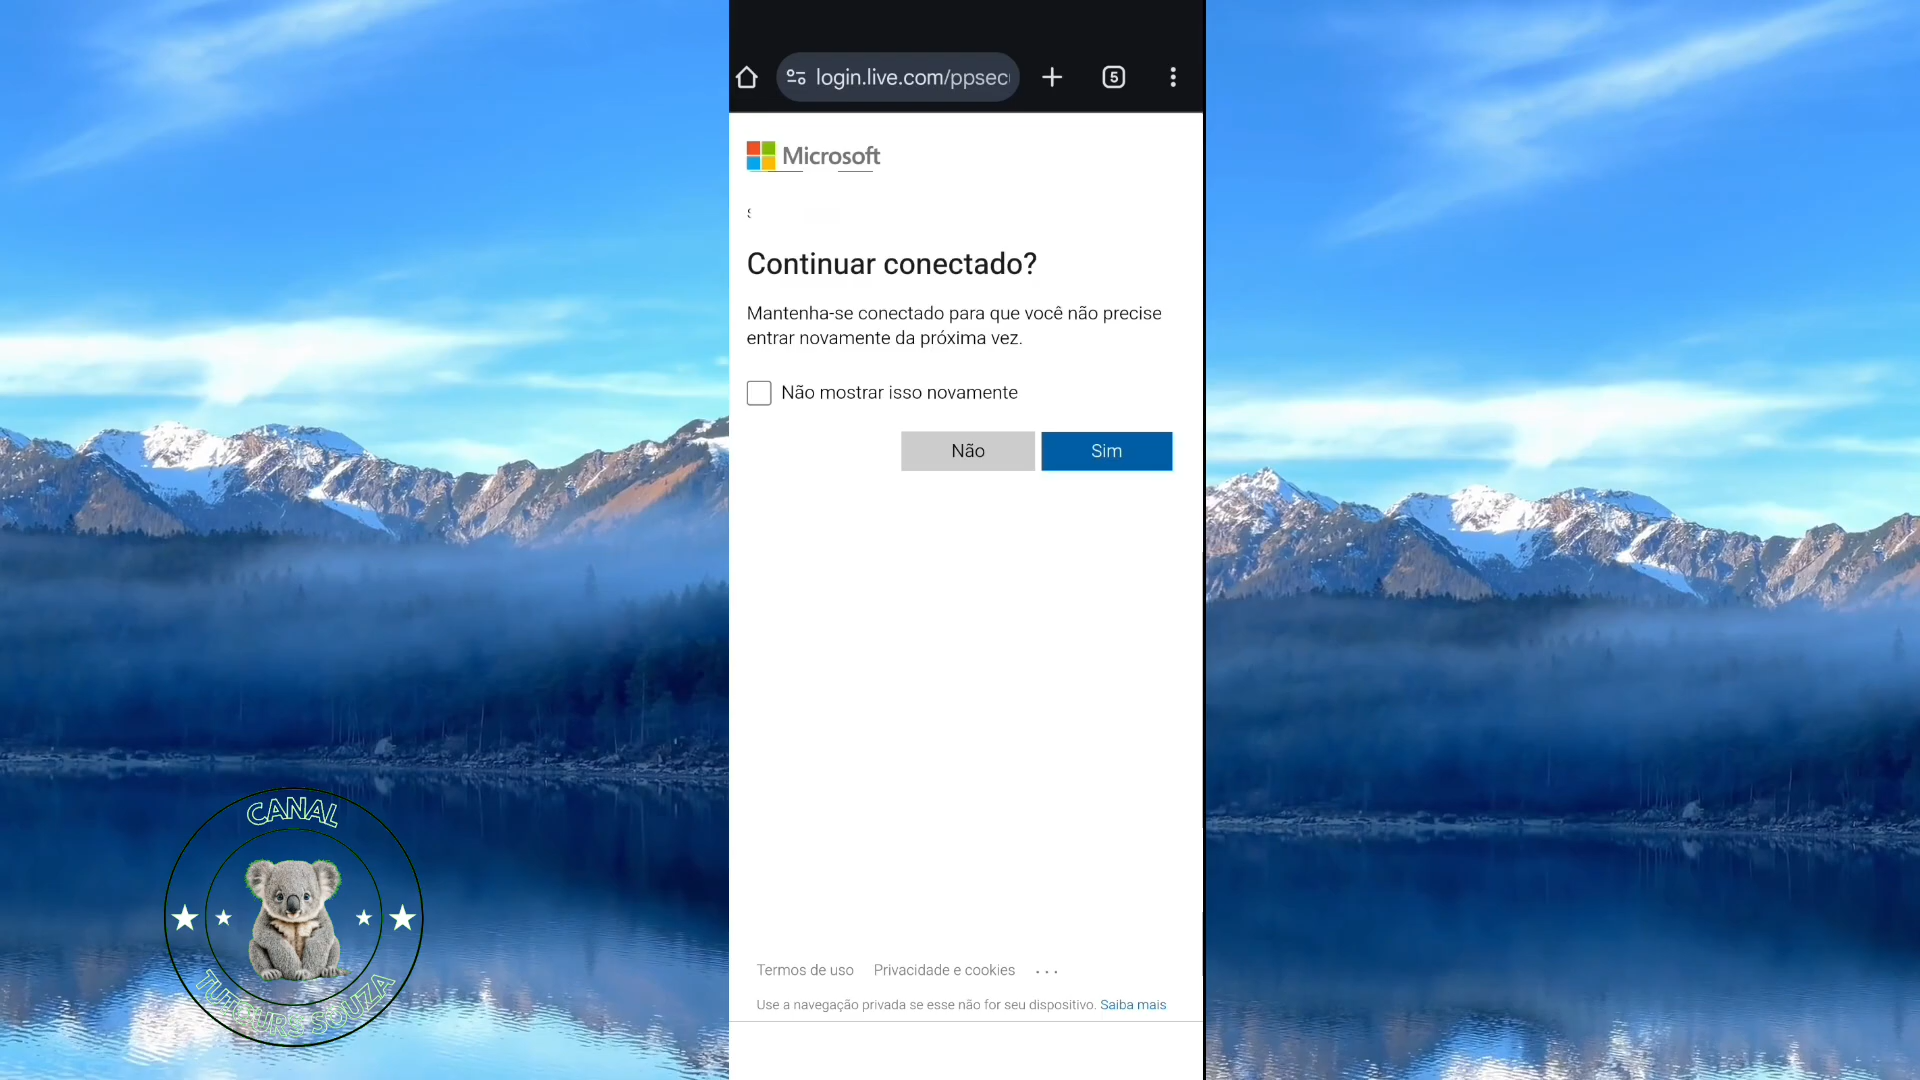 login.live.com/ppsec
5
Microsoft
Continuar conectado?
Mantenha-se conectado para que você não precise
entrar novamente da próxima vez.
Não mostrar isso novamente
Não
Sim
Termos de uso
Privacidade e cookies
...
Use a navegação privada se esse não for seu dispositivo. Saiba mais
CANAL
SOUZA